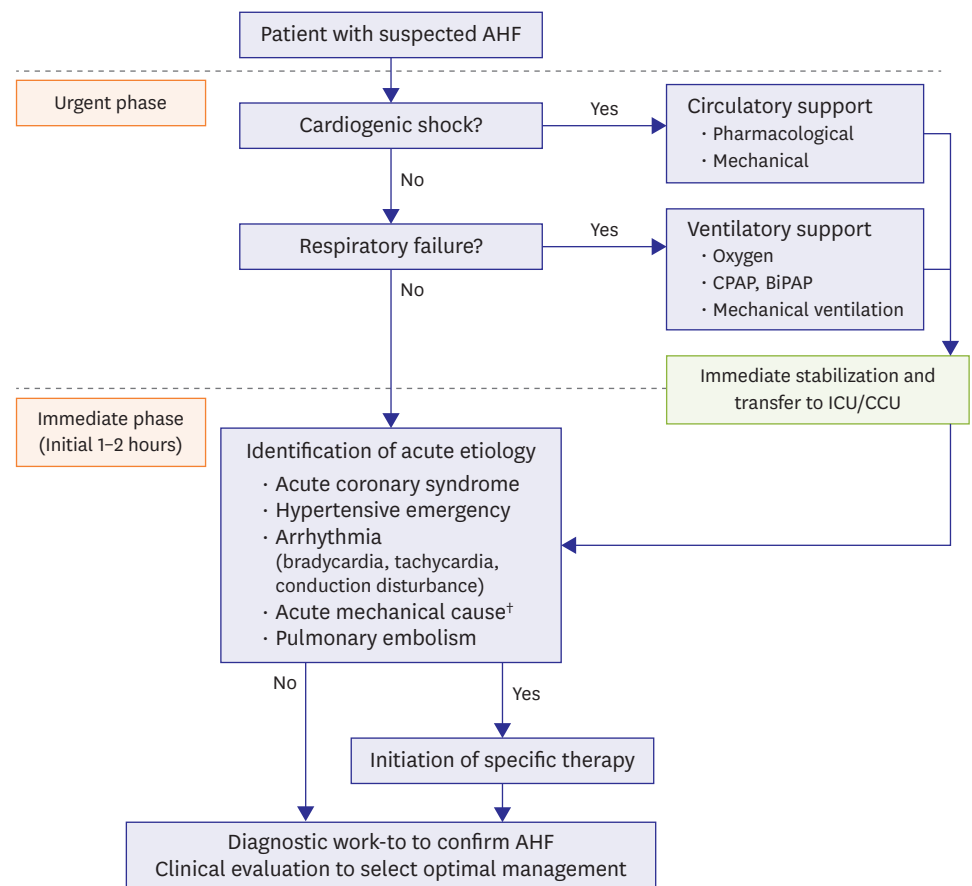 Patient with suspected AHF
Urgent phase
Cardiogenic shock?
Yes
Circulatory support
· Pharmacological
· Mechanical
No
Respiratory failure?
Yes
Ventilatory support
· Oxygen
· CPAP, BiPAP
· Mechanical ventilation
No
Immediate stabilization and
transfer to ICU/CCU
Immediate phase
(Initial 1–2 hours)
Identification of acute etiology
· Acute coronary syndrome
· Hypertensive emergency
· Arrhythmia
(bradycardia, tachycardia,
conduction disturbance)
· Acute mechanical cause†
· Pulmonary embolism
No
Yes
Initiation of specific therapy
Diagnostic work-to to confirm AHF
Clinical evaluation to select optimal management